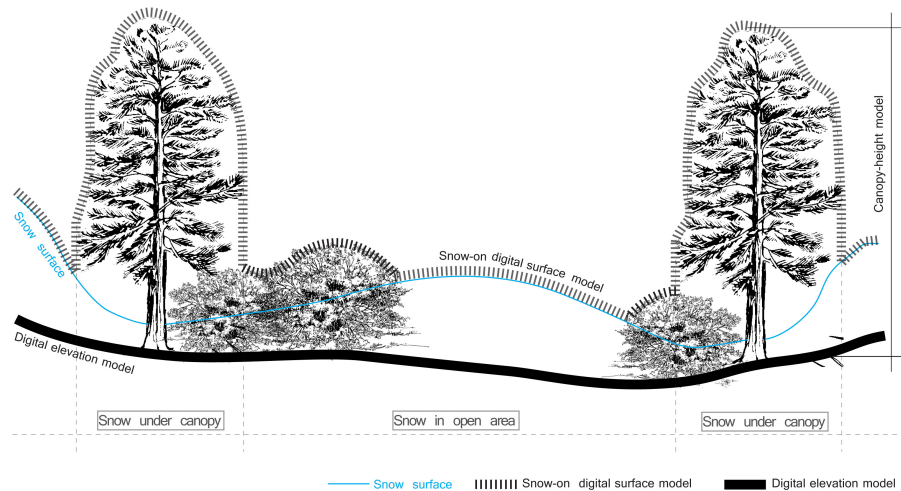 Canopy-height model
Snow surface
Snow-on digital surface model
Digital elevation model
Snow under canopy
Snow in open area
Snow under canopy
Snow surface
Snow-on digital surface model
Digital elevation model